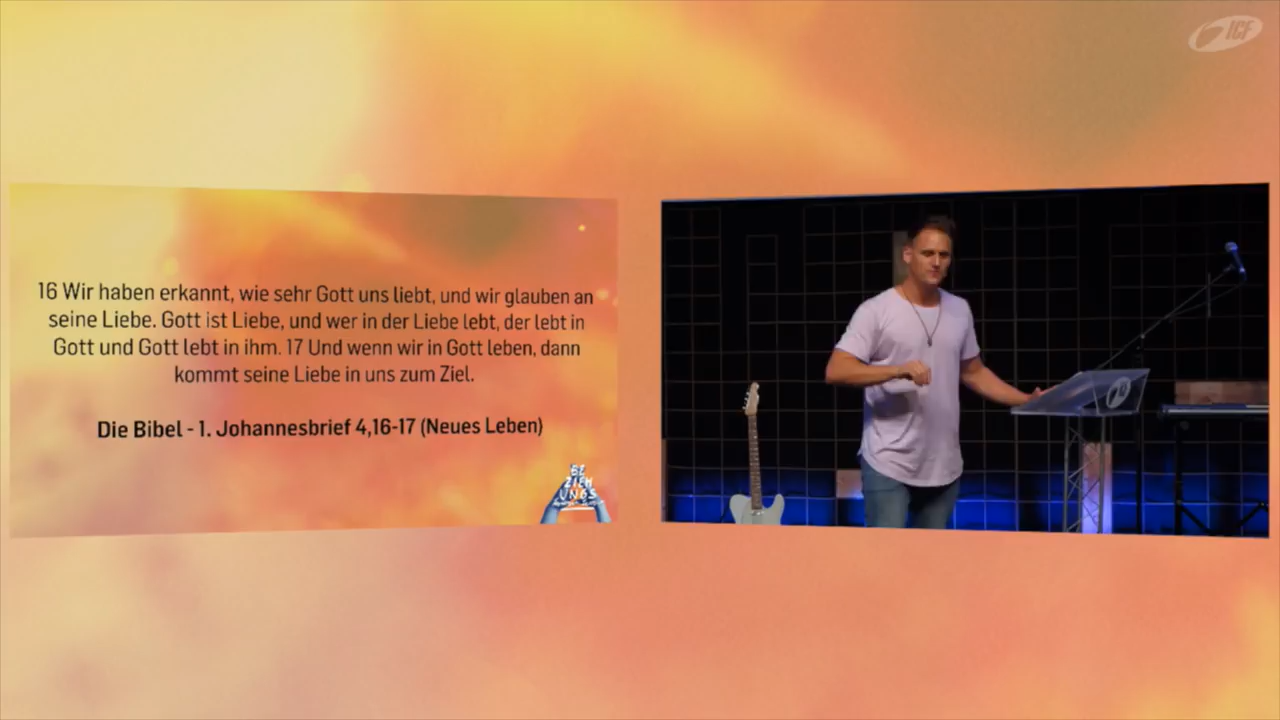 ICF
16 Wir haben erkannt, wie sehr Gott uns liebt, und wir glauben an
seine Liebe. Gott ist Liebe, und wer in der Liebe lebt, der lebt in
Gott und Gott lebt in ihm. 17 Und wenn wir in Gott leben, dann
kommt seine Liebe in uns zum Ziel.
Die Bibel - 1. Johannesbrief 4,16-17 (Neues Leben)
BE
ZIEH
UNGS